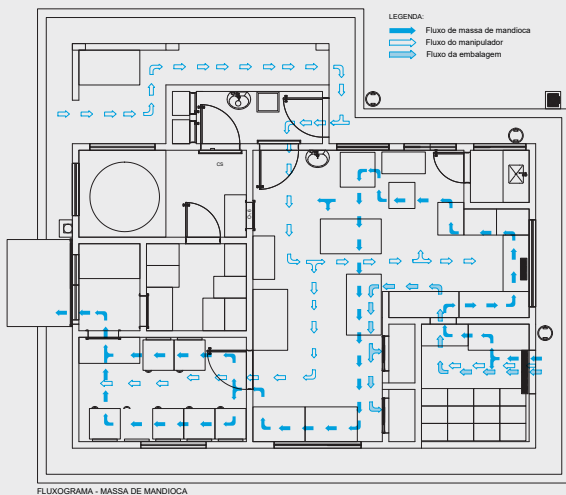 LEGENDA:
Fluxo de massa de mandioca
Fluxo do manipulador
Fluxo da embalagem
CS
FLUXOGRAMA - MASSA DE MANDIOCA